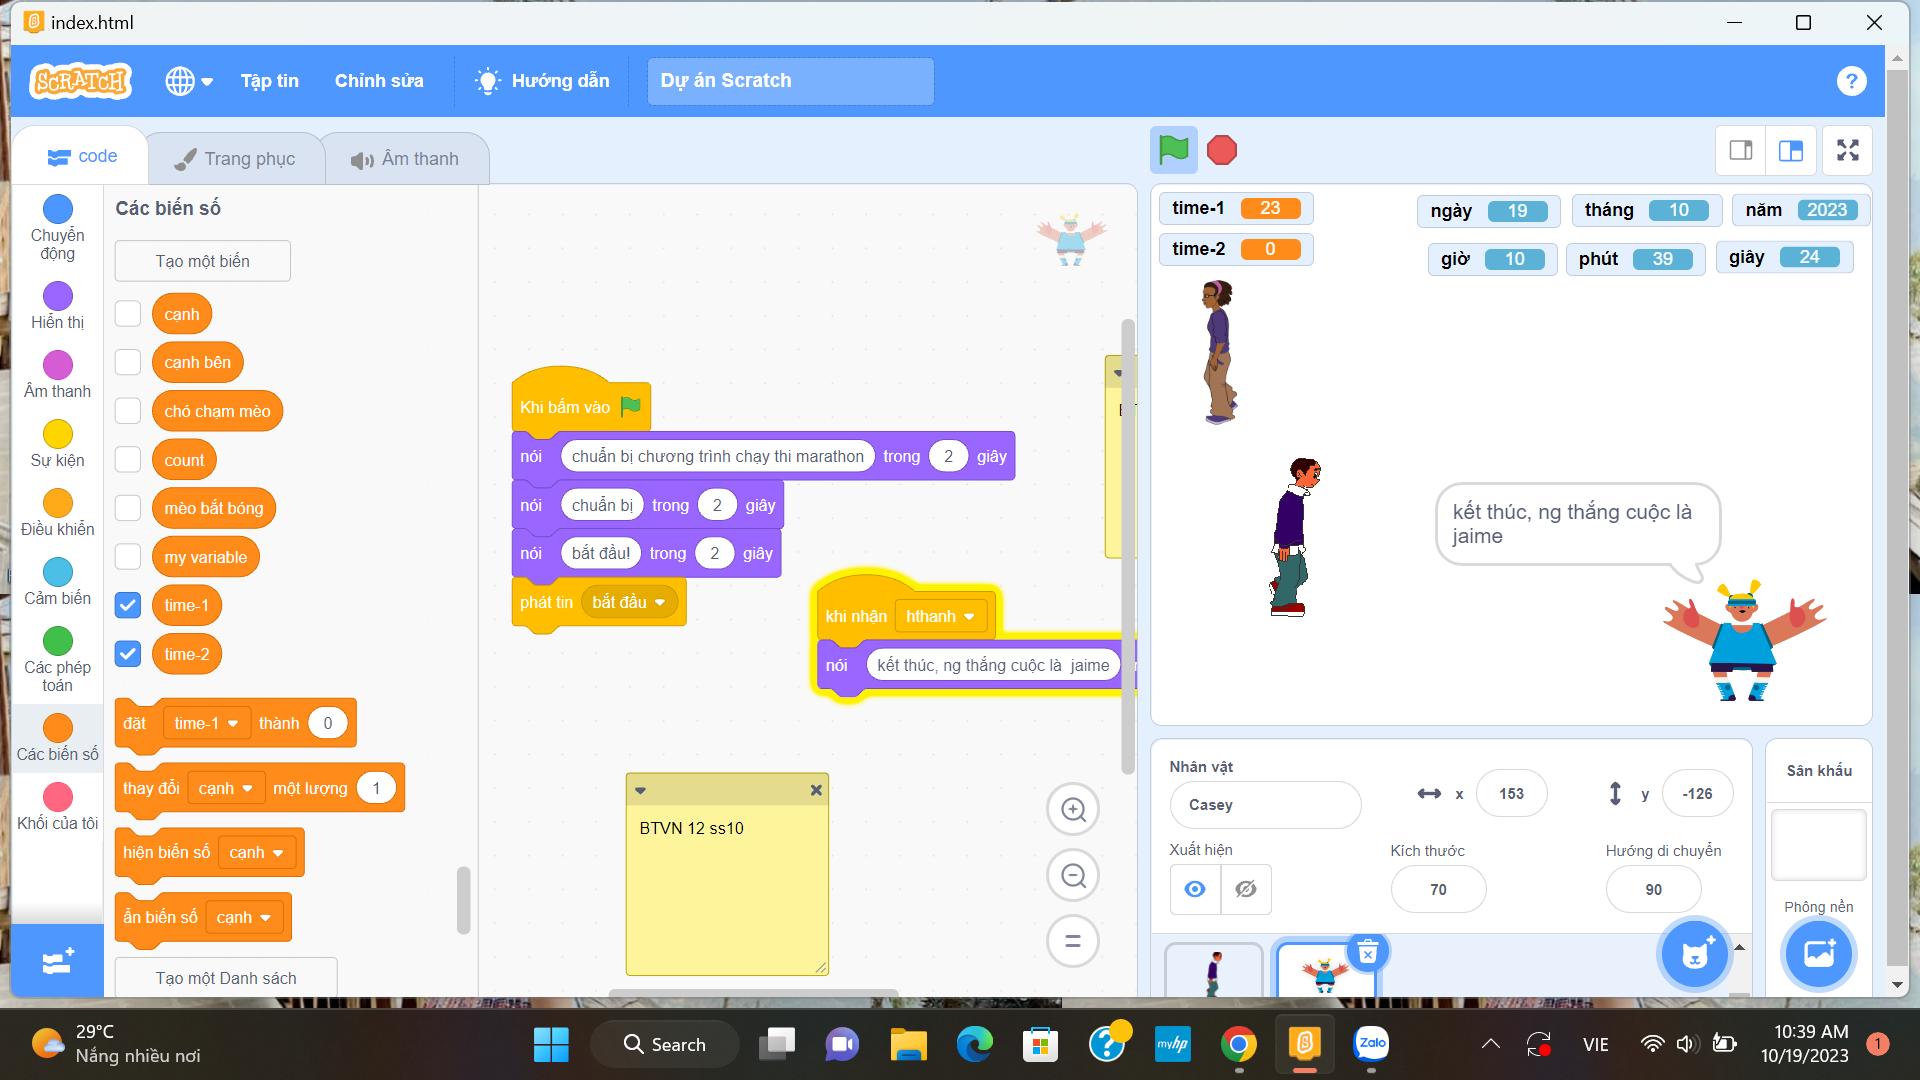 index.html
SCRATCH
Tập tin
Chỉnh sửa
Hướng dẫn
Dự án Scratch
?
code
Trang phục
Âm thanh
Chuyển động
Hiển thị
Âm thanh
Sự kiện
Điều khiển
Cảm biến
Các phép toán
Các biến số
Khối của tôi
Các biến số
Tạo một biến
cạnh
cạnh bên
chó chạm mèo
count
mèo bắt bóng
my variable
time-1
time-2
đặt time-1 thành 0
thay đổi cạnh một lượng 1
hiện biến số cạnh
ẩn biến số cạnh
Tạo một Danh sách
Khi bấm vào
nói chuẩn bị chương trình chạy thi marathon trong 2 giây
nói chuẩn bị trong 2 giây
nói bắt đầu! trong 2 giây
phát tin bắt đầu
khi nhận hthanh
nói kết thúc, ng thắng cuộc là jaime
BTVN 12 ss10
time-1 23
time-2 0
ngày 19
tháng 10
năm 2023
giờ 10
phút 39
giây 24
kết thúc, ng thắng cuộc là
jaime
Nhân vật
Casey
x 153
y -126
Xuất hiện
Kích thước
70
Hướng di chuyển
90
Sân khấu
Phông nền
29°C
Nắng nhiều nơi
Search
myhp
Zalo
VIE
10:39 AM
10/19/2023
1